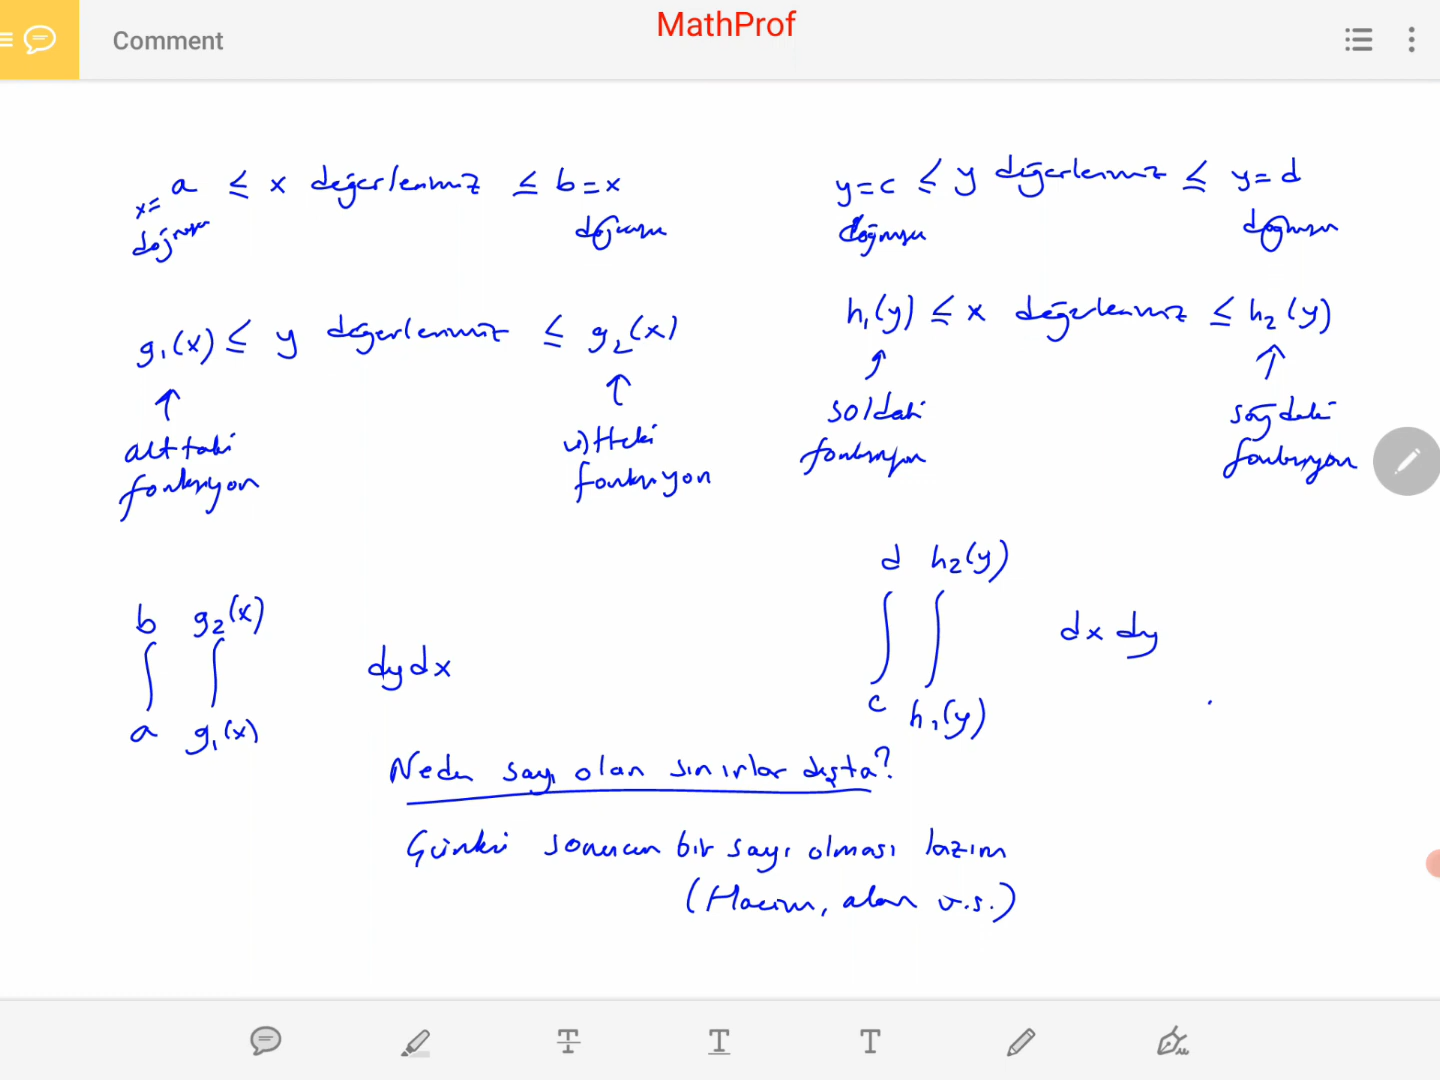 MathProf
Comment
x=a ≤ x değerlerimiz ≤ b=x
doğrusu doğrusu
g₁(x) ≤ y değerlerimiz ≤ g₂(x)
↑ ↑
alttaki üstteki
fonksiyon fonksiyon
y=c ≤ y değerlerimiz ≤ y=d
doğrusu doğrusu
h₁(y) ≤ x değerlerimiz ≤ h₂(y)
↑ ↑
soldaki sağdaki
fonksiyon fonksiyon
b g₂(x)
∫ ∫ dydx
a g₁(x)
d h₂(y)
∫ ∫ dx dy
c h₁(y)
Neden sayı olan sınırlar dışta?
Çünkü sonucun bir sayı olması lazım
(Hacim, alan v.s.)